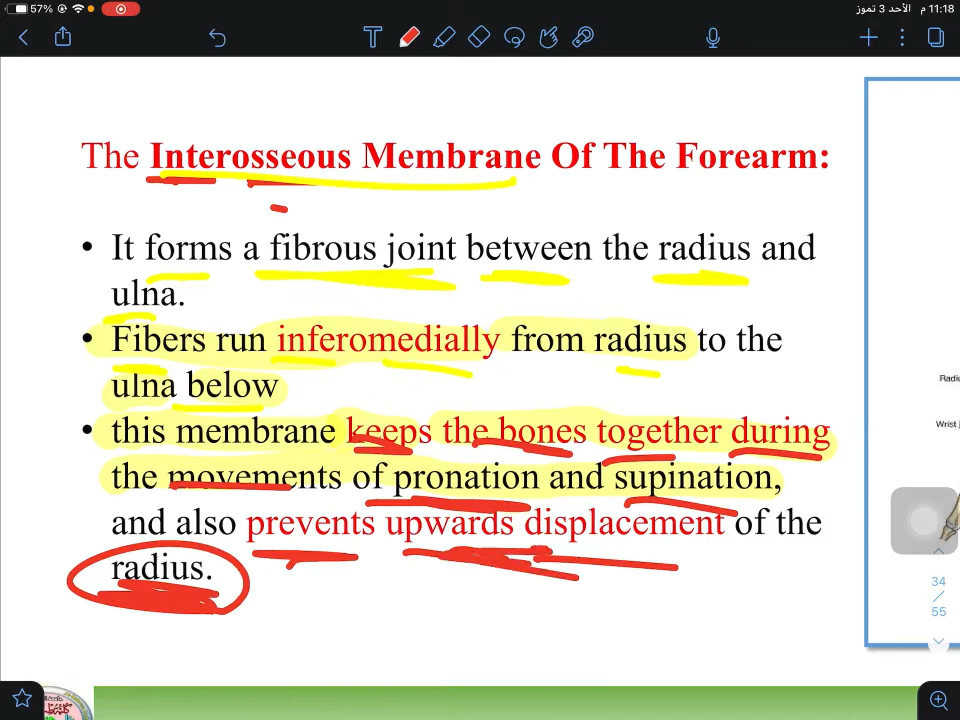 57%
11:18 م الأحد 3 تموز
The Interosseous Membrane Of The Forearm:
• It forms a fibrous joint between the radius and
ulna.
• Fibers run inferomedially from radius to the
ulna below
• this membrane keeps the bones together during
the movements of pronation and supination,
and also prevents upwards displacement of the
radius.
Wrist
34
/
55